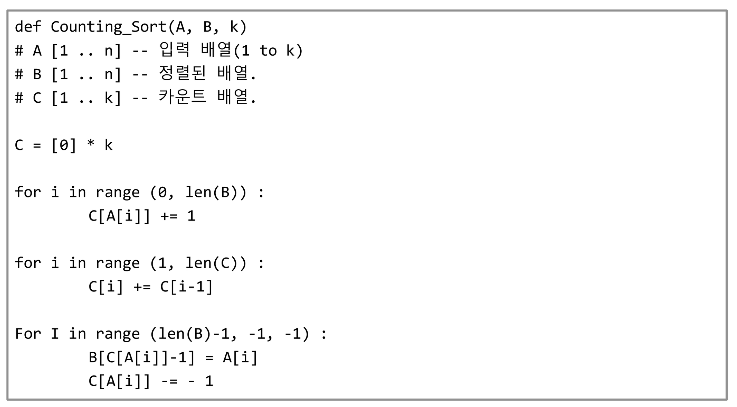 def Counting_Sort(A, B, k)
# A [1 .. n] -- 입력 배열(1 to k)
# B [1 .. n] -- 정렬된 배열.
# C [1 .. k] -- 카운트 배열.
C = [0] * k
for i in range (0, len(B)) :
C[A[i]] += 1
for i in range (1, len(C)) :
C[i] += C[i-1]
For I in range (len(B)-1, -1, -1) :
B[C[A[i]]-1] = A[i]
C[A[i]] -= - 1